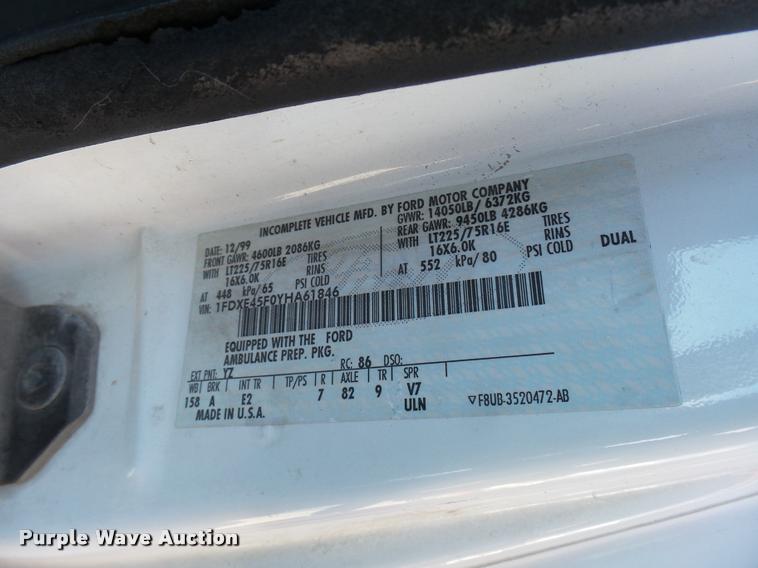 INCOMPLETE VEHICLE MFD. BY FORD MOTOR COMPANY
DATE: 12/99 GVWR: 14050LB/ 6372KG
FRONT GAWR: 4600LB 2086KG REAR GAWR: 9450LB 4286KG
WITH LT225/75R16E TIRES WITH LT225/75R16E TIRES
16X6.0K RIMS 16X6.0K RIMS
AT 448 kPa/65 PSI COLD AT 552 kPa/80 PSI COLD DUAL
VIN: 1FDXE45F0YHA61846
EQUIPPED WITH THE FORD
AMBULANCE PREP. PKG.
EXT PNT: YZ RC: 86 DSO:
WB BRK INT TR TP/PS R AXLE TR SPR
158 A E2 7 82 9 V7
MADE IN U.S.A. ULN F8UB-3520472-AB
Purple Wave Auction